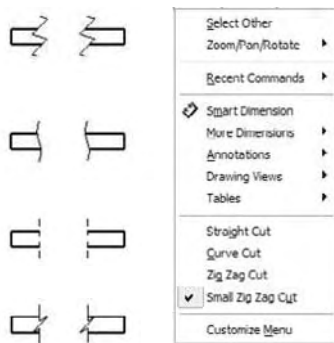 Select Other
Zoom/Pan/Rotate
Recent Commands
Smart Dimension
More Dimensions
Annotations
Drawing Views
Tables
Straight Cut
Curve Cut
Zig Zag Cut
Small Zig Zag Cut
Customize Menu